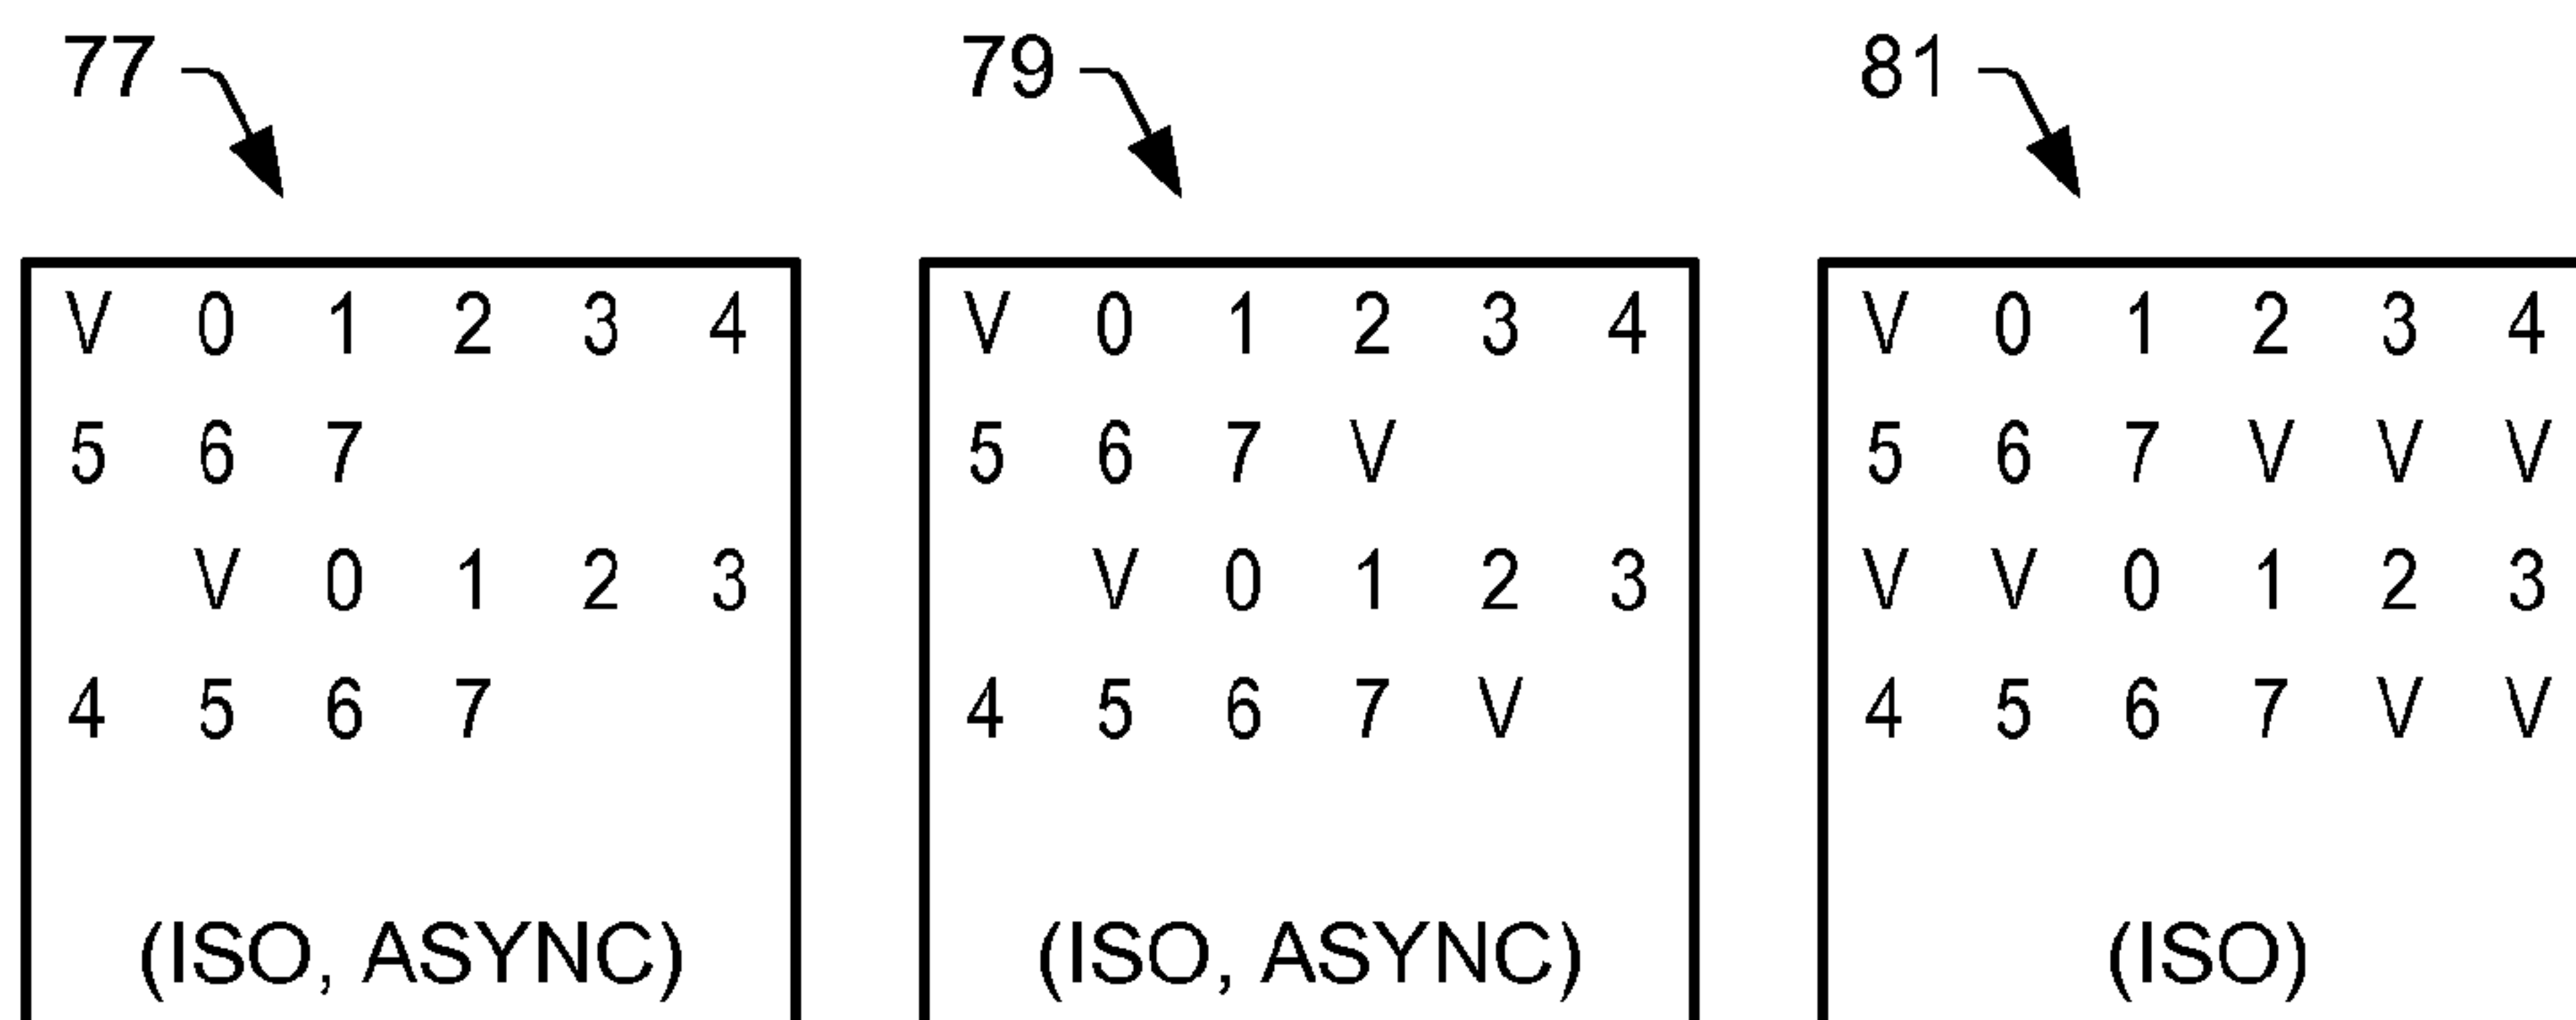 77 79 81
V 0 1 2 3 4
5 6 7
V 0 1 2 3
4 5 6 7
(ISO, ASYNC)
V 0 1 2 3 4
5 6 7 V
V 0 1 2 3
4 5 6 7 V
(ISO, ASYNC)
V 0 1 2 3 4
5 6 7 V V V
V V 0 1 2 3
4 5 6 7 V V
(ISO)